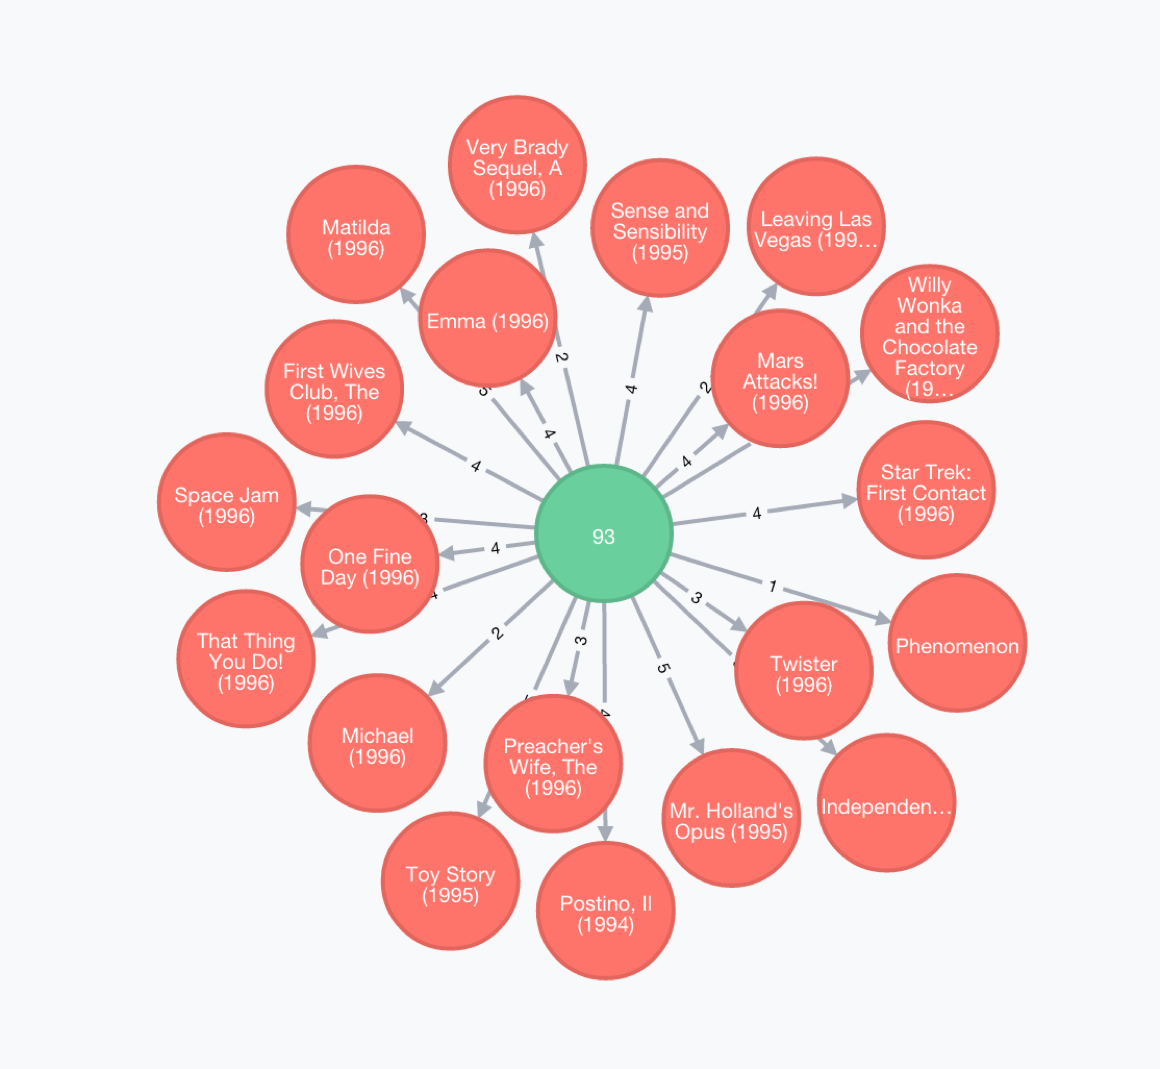 Very Brady
Sequel, A
(1996)
Matilda
(1996)
Sense and
Sensibility
(1995)
Leaving Las
Vegas (199…
Emma (1996)
Willy
Wonka
and the
Chocolate
Factory
(19…
Mars
Attacks!
(1996)
First Wives
Club, The
(1996)
2
4
2
3
4
4
4
Space Jam
(1996)
Star Trek:
First Contact
(1996)
3
4
93
4
One Fine
Day (1996)
4
1
3
That Thing
You Do!
(1996)
2
3
5
Twister
(1996)
Phenomenon
4
Michael
(1996)
Preacher's
Wife, The
(1996)
Mr. Holland's
Opus (1995)
Independen…
Toy Story
(1995)
Postino, Il
(1994)